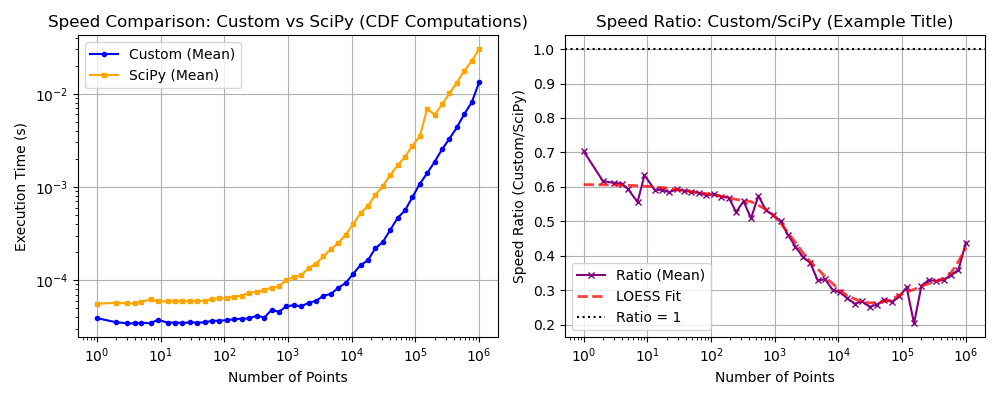 Speed Comparison: Custom vs SciPy (CDF Computations)
Custom (Mean)
SciPy (Mean)
Execution Time (s)
10⁻²
10⁻³
10⁻⁴
10⁰ 10¹ 10² 10³ 10⁴ 10⁵ 10⁶
Number of Points
Speed Ratio: Custom/SciPy (Example Title)
Speed Ratio (Custom/SciPy)
1.0
0.9
0.8
0.7
0.6
0.5
0.4
0.3
0.2
Ratio (Mean)
LOESS Fit
Ratio = 1
10⁰ 10¹ 10² 10³ 10⁴ 10⁵ 10⁶
Number of Points